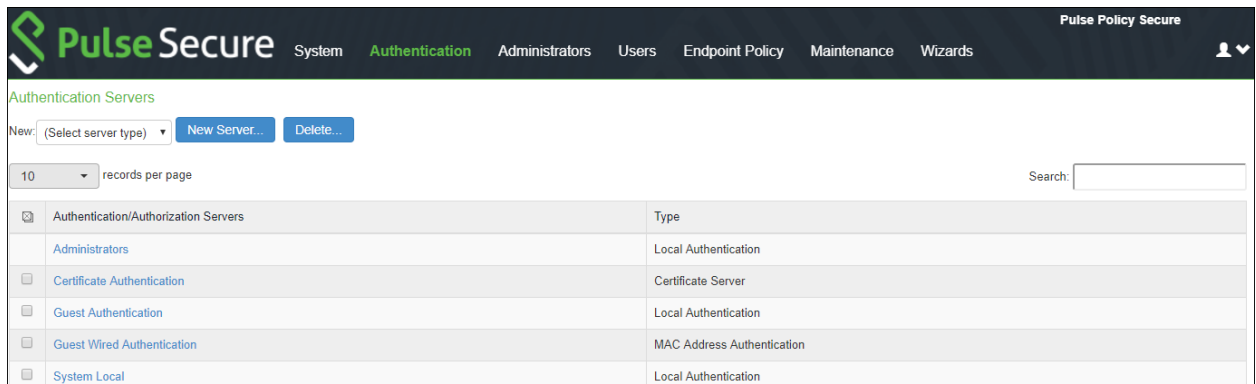 Pulse Policy Secure
Pulse Secure System Authentication Administrators Users Endpoint Policy Maintenance Wizards
Authentication Servers
New: (Select server type) New Server... Delete...
10 records per page Search:
Authentication/Authorization Servers Type
Administrators Local Authentication
Certificate Authentication Certificate Server
Guest Authentication Local Authentication
Guest Wired Authentication MAC Address Authentication
System Local Local Authentication